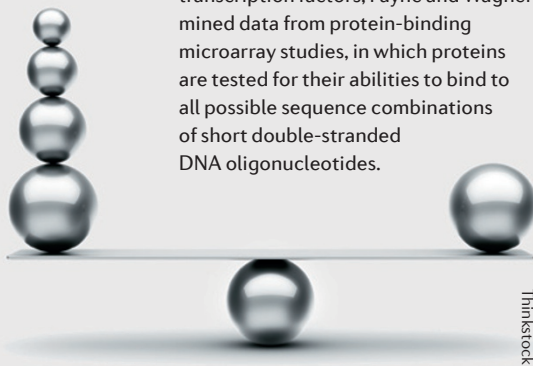 transcription factors, Payne and Wagner
mined data from protein-binding
microarray studies, in which proteins
are tested for their abilities to bind to
all possible sequence combinations
of short double-stranded
DNA oligonucleotides.
Thinkstock